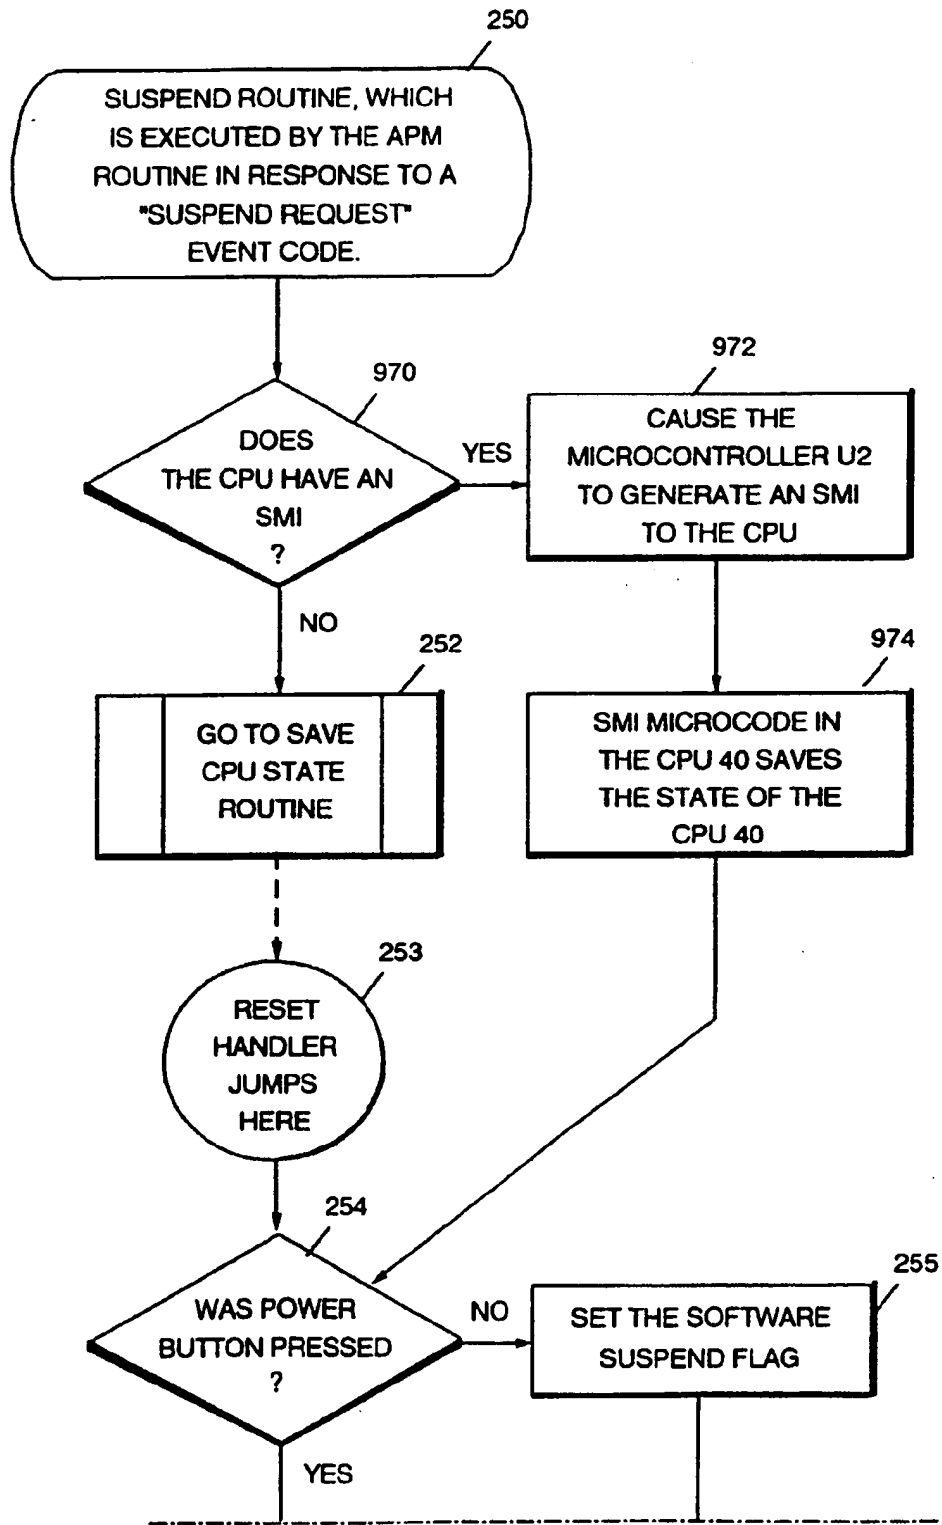 250
SUSPEND ROUTINE, WHICH
IS EXECUTED BY THE APM
ROUTINE IN RESPONSE TO A
"SUSPEND REQUEST"
EVENT CODE.
970
DOES
THE CPU HAVE AN
SMI
?
YES
972
CAUSE THE
MICROCONTROLLER U2
TO GENERATE AN SMI
TO THE CPU
NO
252
GO TO SAVE
CPU STATE
ROUTINE
974
SMI MICROCODE IN
THE CPU 40 SAVES
THE STATE OF THE
CPU 40
253
RESET
HANDLER
JUMPS
HERE
254
WAS POWER
BUTTON PRESSED
?
NO
255
SET THE SOFTWARE
SUSPEND FLAG
YES